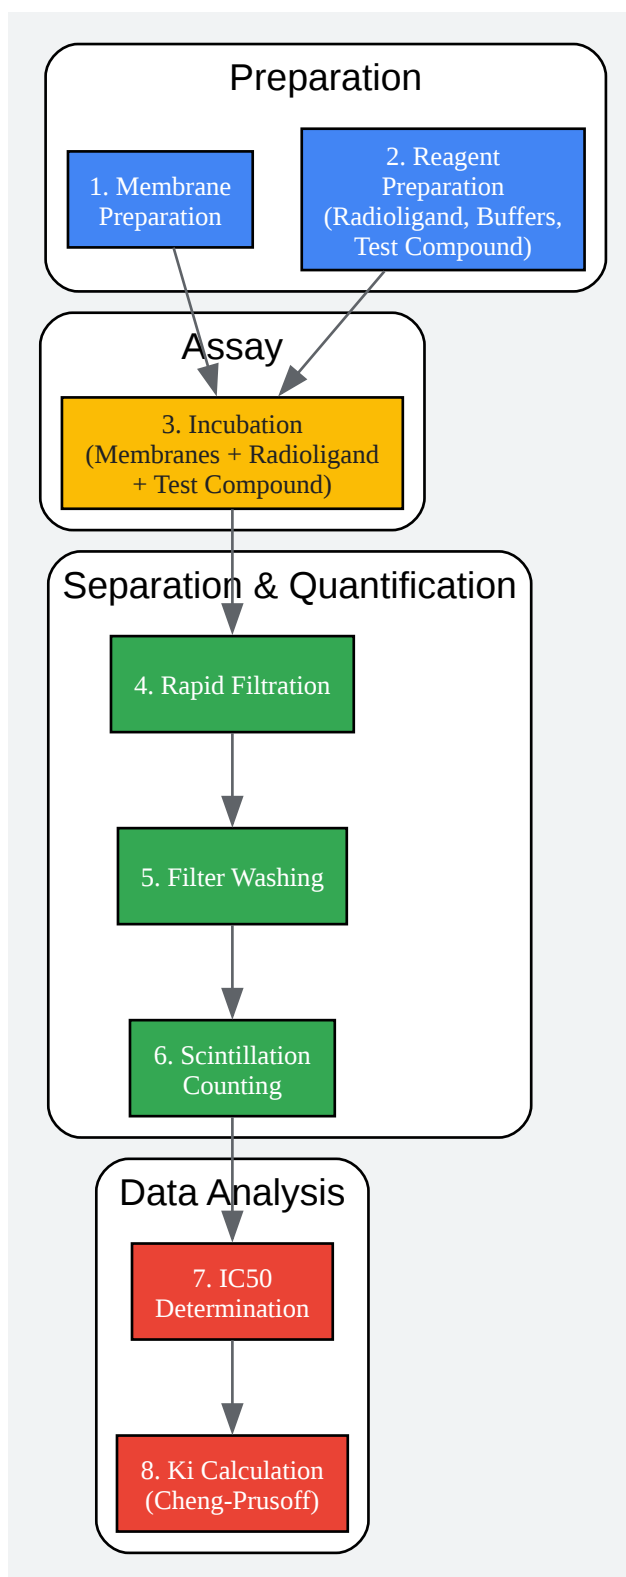 Preparation
1. Membrane
Preparation
2. Reagent
Preparation
(Radioligand, Buffers,
Test Compound)
Assay
3. Incubation
(Membranes + Radioligand
+ Test Compound)
Separation & Quantification
4. Rapid Filtration
5. Filter Washing
6. Scintillation
Counting
Data Analysis
7. IC50
Determination
8. Ki Calculation
(Cheng-Prusoff)